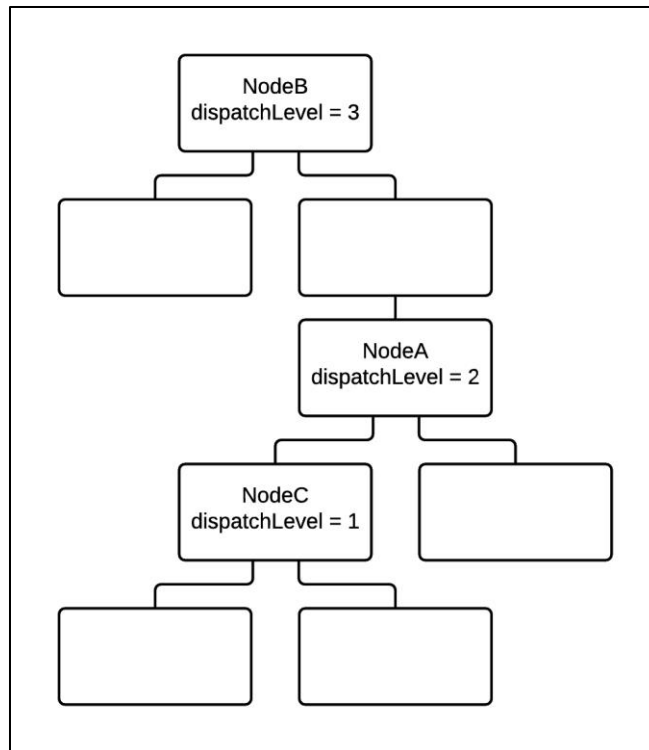 NodeB
dispatchLevel = 3
NodeA
dispatchLevel = 2
NodeC
dispatchLevel = 1